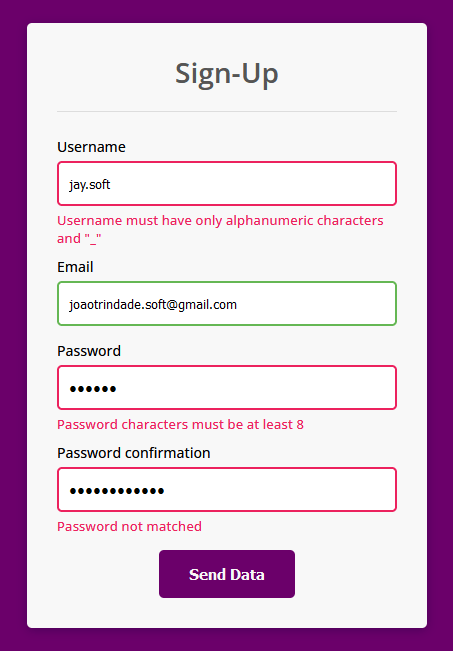 Sign-Up
Username
jay.soft
Username must have only alphanumeric characters
and "_"
Email
joaotrindade.soft@gmail.com
Password
••••••
Password characters must be at least 8
Password confirmation
••••••••••••
Password not matched
Send Data